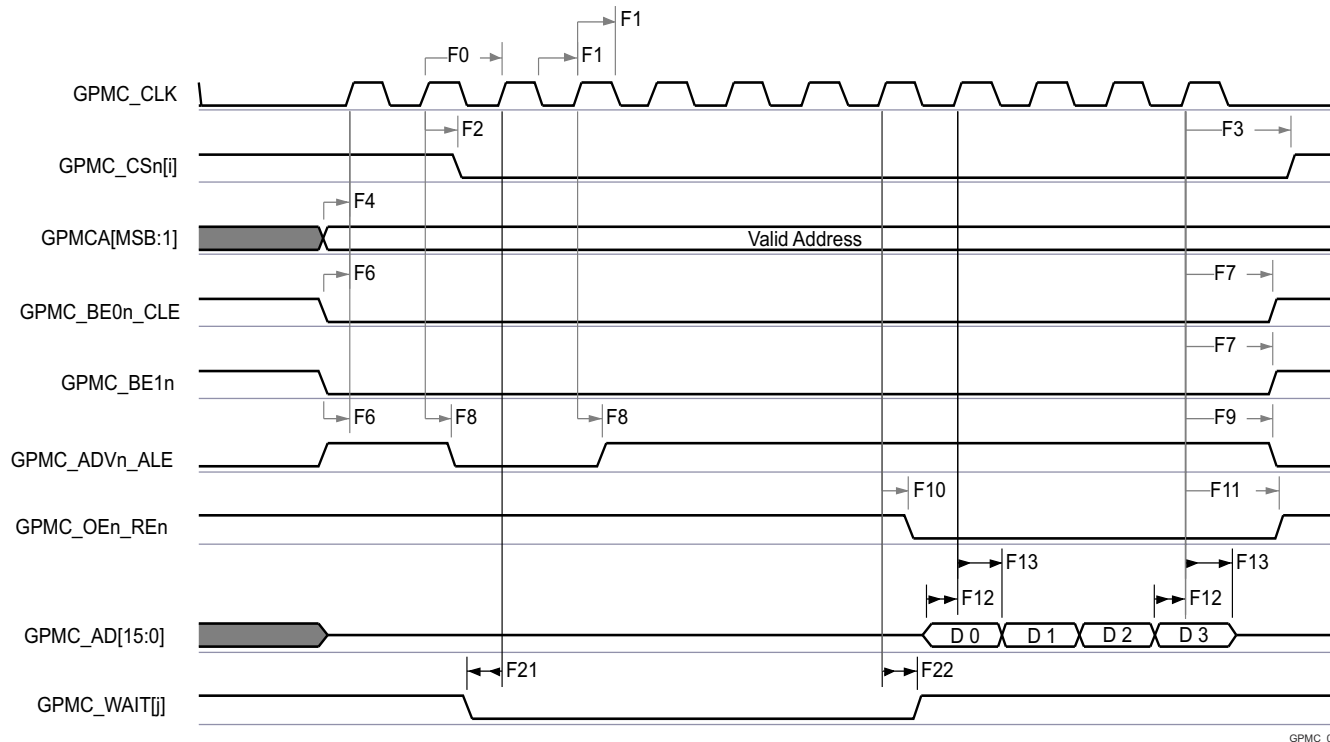 F1
F0
F1
GPMC_CLK
F2
F3
GPMC_CSn[i]
F4
GPMCA[MSB:1]
Valid Address
F6
F7
GPMC_BE0n_CLE
F7
GPMC_BE1n
F6
F8
F8
F9
GPMC_ADVn_ALE
F10
F11
GPMC_OEn_REn
F13
F13
F12
F12
GPMC_AD[15:0]
D 0
D 1
D 2
D 3
F21
F22
GPMC_WAIT[j]
GPMC_0